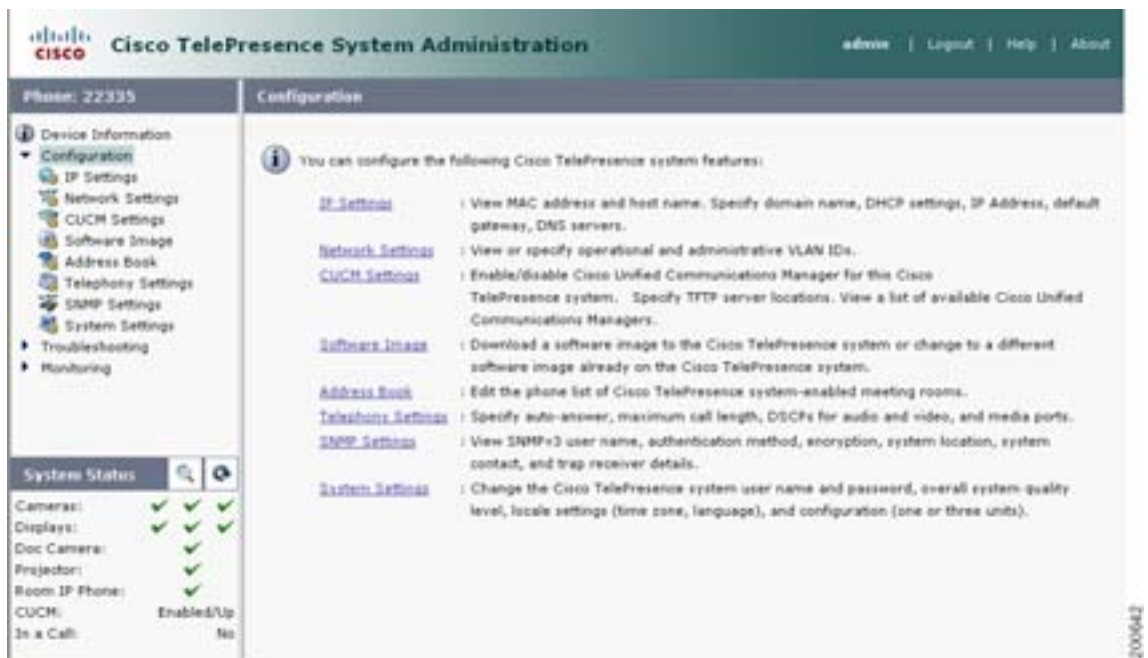 CISCO
Cisco TelePresence System Administration
admin | Logout | Help | About
Phone: 22335
Configuration
Device Information
Configuration
IP Settings
Network Settings
CUCM Settings
Software Image
Address Book
Telephony Settings
SNMP Settings
System Settings
Troubleshooting
Monitoring
You can configure the following Cisco TelePresence system features:
IP Settings : View MAC address and host name. Specify domain name, DHCP settings, IP Address, default
gateway, DNS servers.
Network Settings : View or specify operational and administrative VLAN IDs.
CUCM Settings : Enable/disable Cisco Unified Communications Manager for this Cisco
TelePresence system. Specify TFTP server locations. View a list of available Cisco Unified
Communications Managers.
Software Image : Download a software image to the Cisco TelePresence system or change to a different
software image already on the Cisco TelePresence system.
Address Book : Edit the phone list of Cisco TelePresence system-enabled meeting rooms.
Telephony Settings : Specify auto-answer, maximum call length, DSCPs for audio and video, and media ports.
SNMP Settings : View SNMPv3 user name, authentication method, encryption, system location, system
contact, and trap receiver details.
System Settings : Change the Cisco TelePresence system user name and password, overall system quality
level, locale settings (time zone, language), and configuration (one or three units).
System Status
Cameras:
Displays:
Doc Camera:
Projector:
Room IP Phone:
CUCM: Enabled/Up
In a Call: No
200642